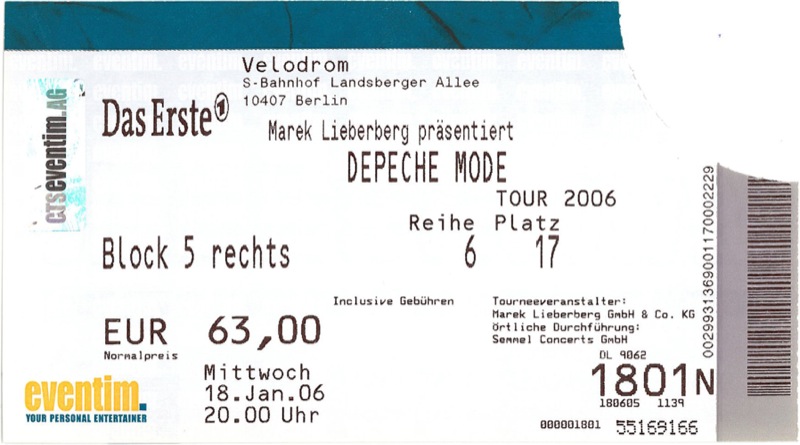 Velodrom
S-Bahnhof Landsberger Allee
10407 Berlin
Das Erste
Marek Lieberberg präsentiert
DEPECHE MODE
TOUR 2006
Reihe Platz
Block 5 rechts 6 17
Inclusive Gebühren
Tourneeveranstalter:
Marek Lieberberg GmbH & Co. KG
Örtliche Durchführung:
Semmel Concerts GmbH
EUR 63,00
Normalpreis
Mittwoch
18.Jan.06
20.00 Uhr
DL 9062
1801N
180605 1139
000001801 55169166
eventim.
YOUR PERSONAL ENTERTAINER
CTSeventim.AG
0029931369001170002229